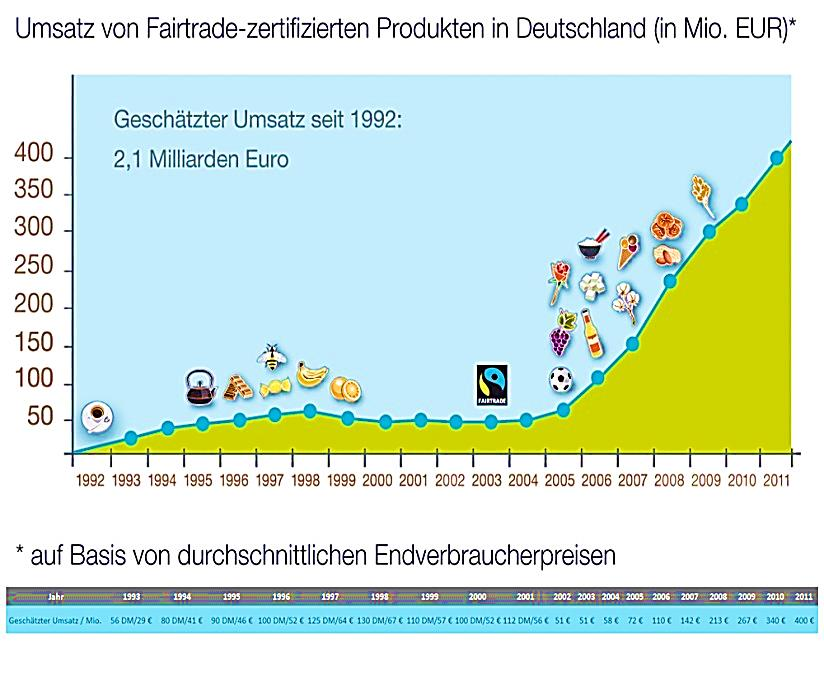 Umsatz von Fairtrade-zertifizierten Produkten in Deutschland (in Mio. EUR)*
Geschätzter Umsatz seit 1992:
2,1 Milliarden Euro
400
350
300
250
200
150
100
50
FAIRTRADE
1992 1993 1994 1995 1996 1997 1998 1999 2000 2001 2002 2003 2004 2005 2006 2007 2008 2009 2010 2011
* auf Basis von durchschnittlichen Endverbraucherpreisen
Jahr 1993 1994 1995 1996 1997 1998 1999 2000 2001 2002 2003 2004 2005 2006 2007 2008 2009 2010 2011
Geschätzter Umsatz / Mio. 56 DM/29 € 80 DM/41 € 90 DM/46 € 100 DM/52 € 125 DM/64 € 130 DM/67 € 110 DM/57 € 100 DM/52 € 112 DM/56 € 51 € 51 € 58 € 72 € 110 € 142 € 213 € 267 € 340 € 400 €